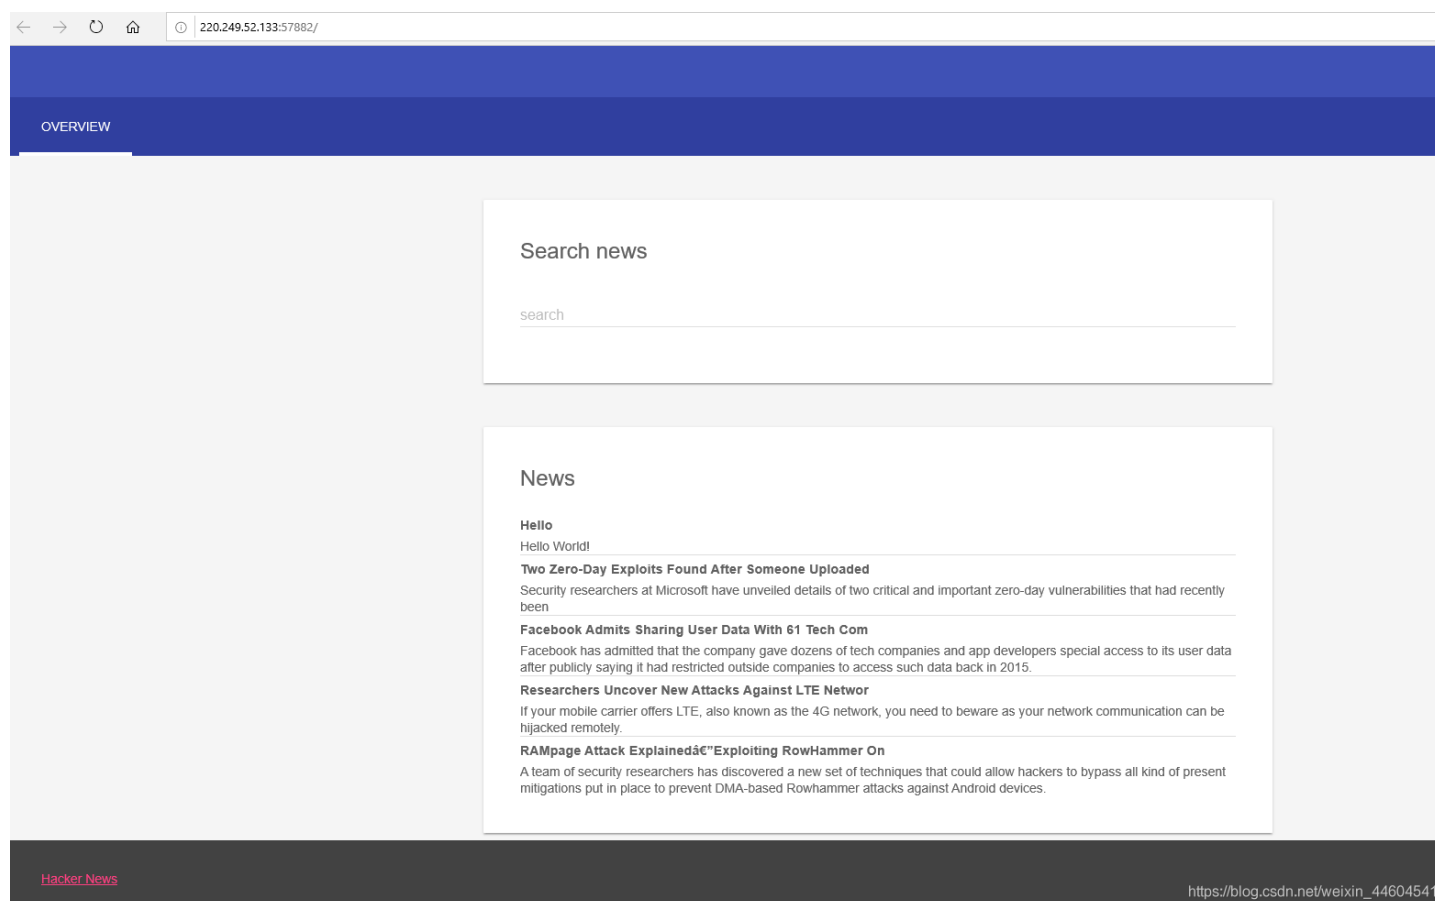 220.249.52.133:57882/
OVERVIEW
Search news
search
News
Hello
Hello World!
Two Zero-Day Exploits Found After Someone Uploaded
Security researchers at Microsoft have unveiled details of two critical and important zero-day vulnerabilities that had recently
been
Facebook Admits Sharing User Data With 61 Tech Com
Facebook has admitted that the company gave dozens of tech companies and app developers special access to its user data
after publicly saying it had restricted outside companies to access such data back in 2015.
Researchers Uncover New Attacks Against LTE Networ
If your mobile carrier offers LTE, also known as the 4G network, you need to beware as your network communication can be
hijacked remotely.
RAMpage Attack Explainedâ€”Exploiting RowHammer On
A team of security researchers has discovered a new set of techniques that could allow hackers to bypass all kind of present
mitigations put in place to prevent DMA-based Rowhammer attacks against Android devices.
Hacker News
https://blog.csdn.net/weixin_44604541